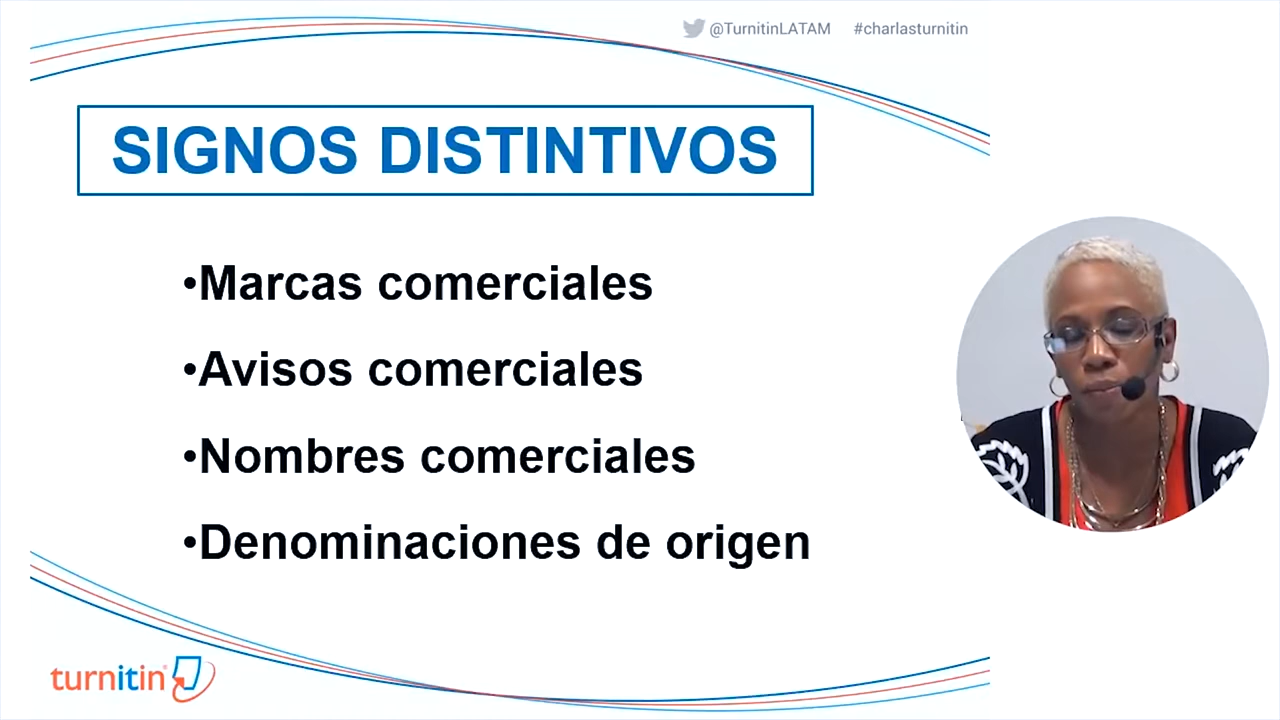 @TurnitinLATAM #charlasturnitin
SIGNOS DISTINTIVOS
•Marcas comerciales
•Avisos comerciales
•Nombres comerciales
•Denominaciones de origen
turnitin